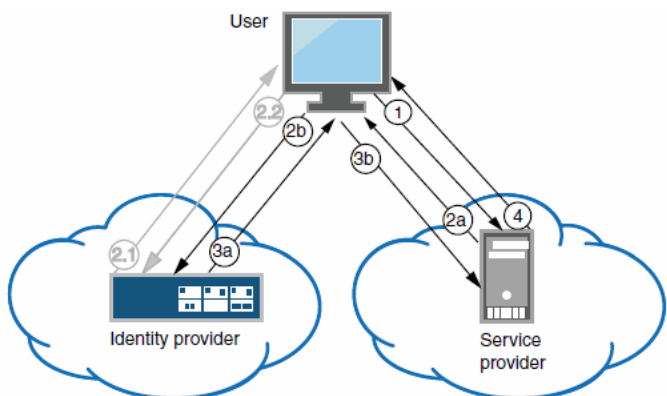 User
2.2
2b
1
3b
2.1
3a
2a
4
Identity provider
Service
provider